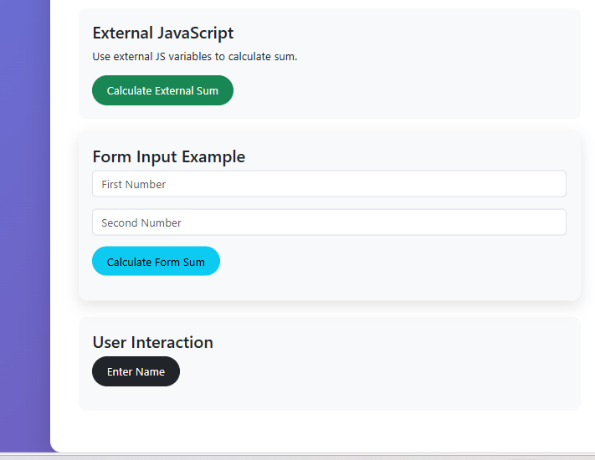 External JavaScript
Use external JS variables to calculate sum.
Calculate External Sum
Form Input Example
First Number
Second Number
Calculate Form Sum
User Interaction
Enter Name